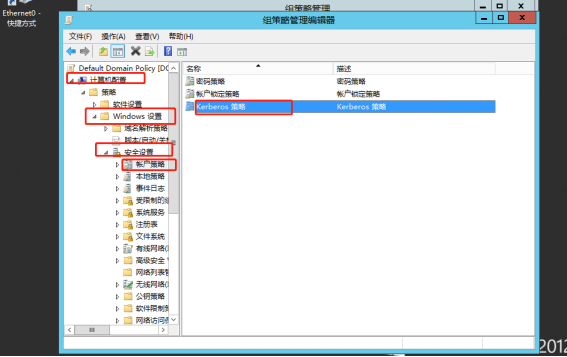 Ethernet0 -
快捷方式
组策略管理
组策略管理编辑器
文件(F) 操作(A) 查看(V) 帮助(H)
Default Domain Policy [DC
计算机配置
策略
软件设置
Windows 设置
域名解析策略
脚本(启动/关机
安全设置
帐户策略
本地策略
事件日志
受限制的组
系统服务
注册表
文件系统
有线网络(
高级安全
网络列表管
无线网络(
公钥策略
软件限制策
网络访问保
名称 描述
密码策略 密码策略
帐户锁定策略 帐户锁定策略
Kerberos 策略 Kerberos 策略
2012